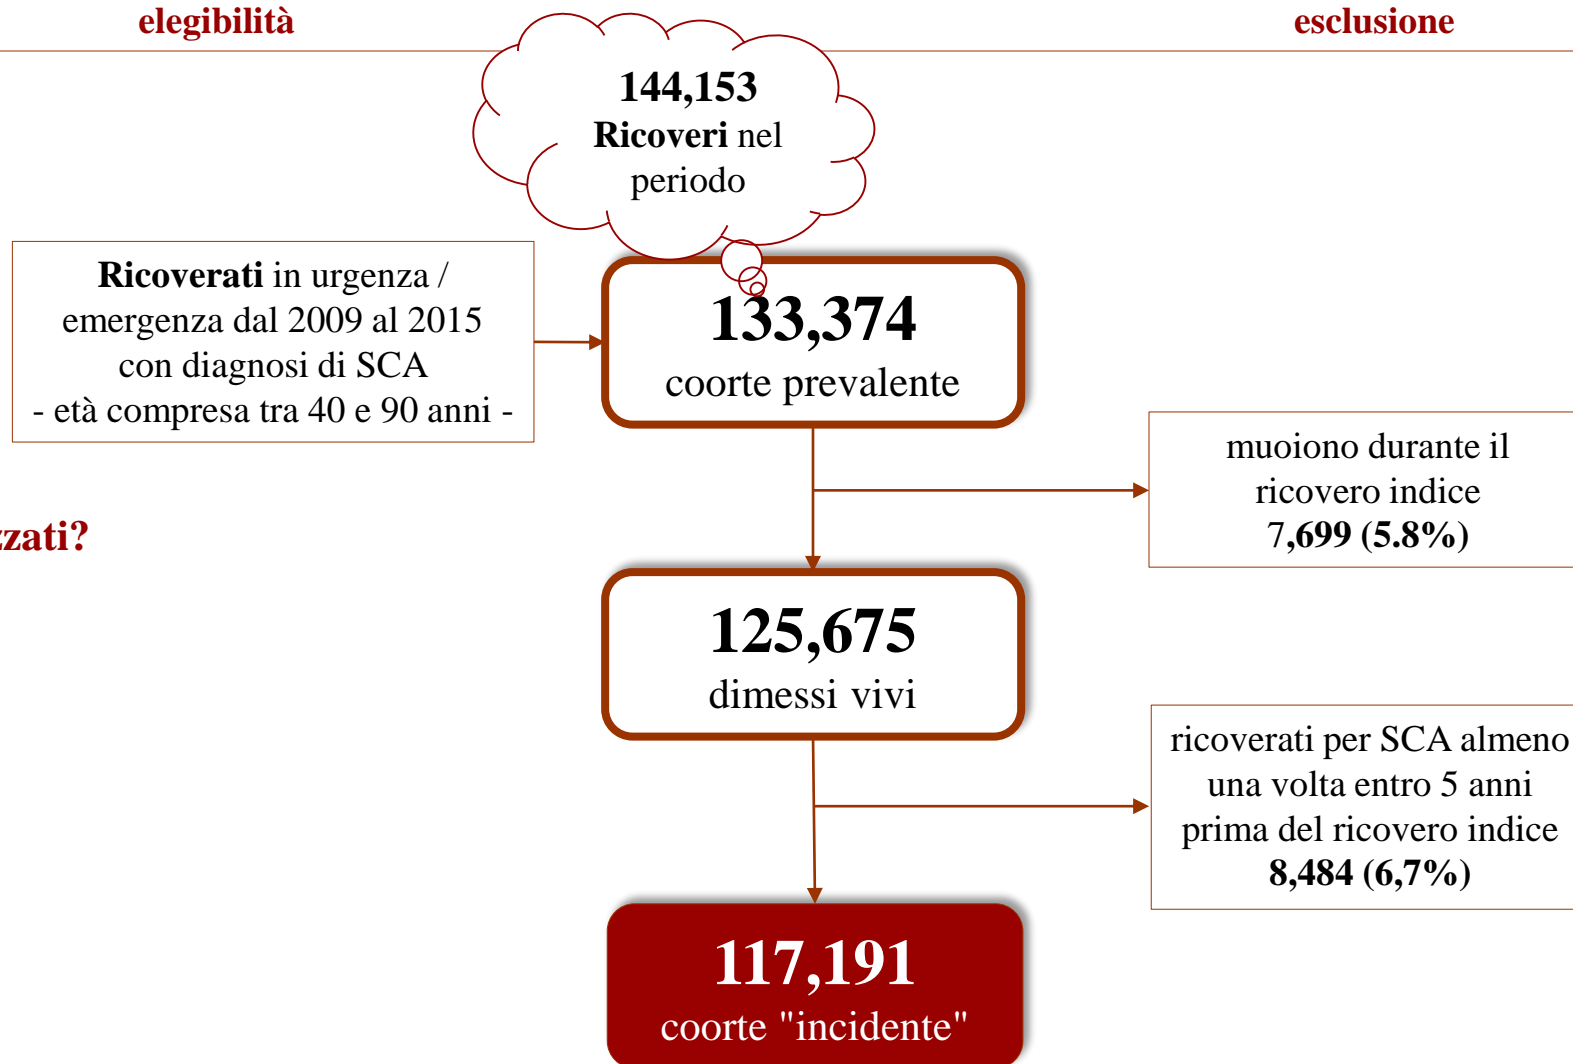 elegibilità
esclusione
144,153
Ricoveri nel
periodo
Ricoverati in urgenza /
emergenza dal 2009 al 2015
con diagnosi di SCA
- età compresa tra 40 e 90 anni -
133,374
coorte prevalente
muoiono durante il
ricovero indice
7,699 (5.8%)
zzati?
125,675
dimessi vivi
ricoverati per SCA almeno
una volta entro 5 anni
prima del ricovero indice
8,484 (6,7%)
117,191
coorte "incidente"